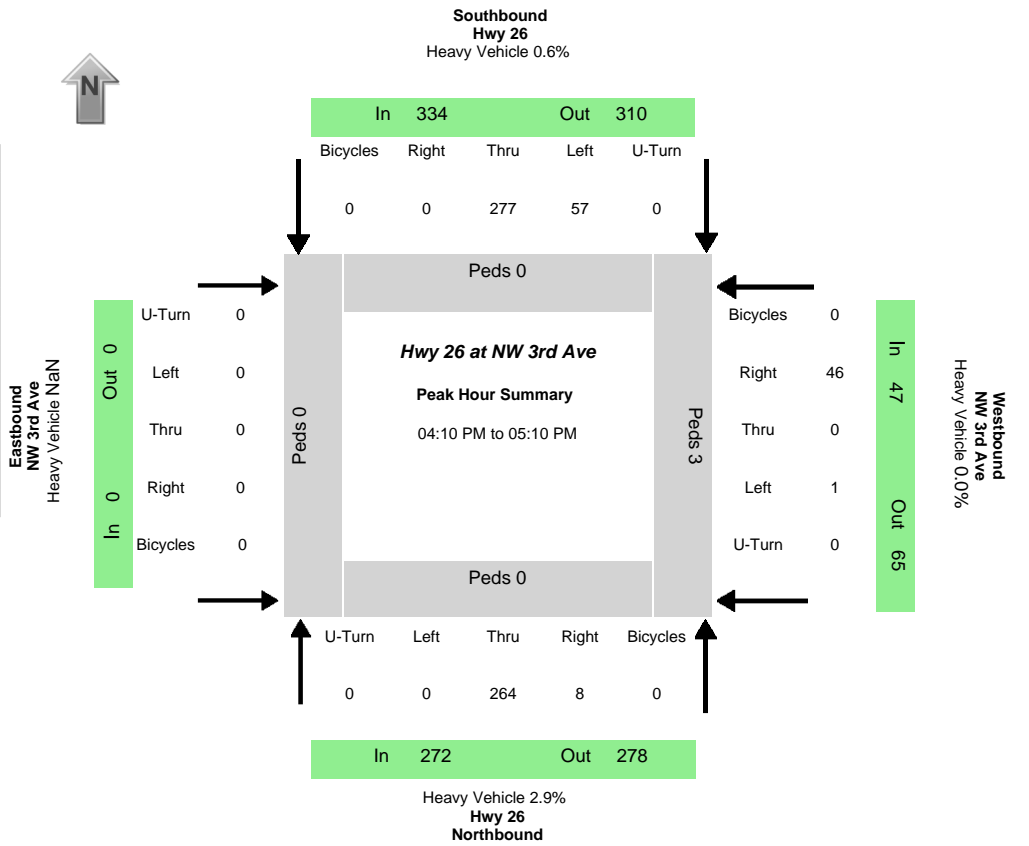 Southbound
Hwy 26
Heavy Vehicle 0.6%
N
In 334 Out 310
Bicycles Right Thru Left U-Turn
0 0 277 57 0
Peds 0
Eastbound
NW 3rd Ave
Heavy Vehicle NaN
In 0 Out 0
U-Turn 0
Left 0
Thru 0
Right 0
Bicycles 0
Peds 0
Hwy 26 at NW 3rd Ave
Peak Hour Summary
04:10 PM to 05:10 PM
Peds 3
Bicycles 0
Right 46
Thru 0
Left 1
U-Turn 0
In 47 Out 65
Westbound
NW 3rd Ave
Heavy Vehicle 0.0%
Peds 0
U-Turn Left Thru Right Bicycles
0 0 264 8 0
In 272 Out 278
Heavy Vehicle 2.9%
Hwy 26
Northbound